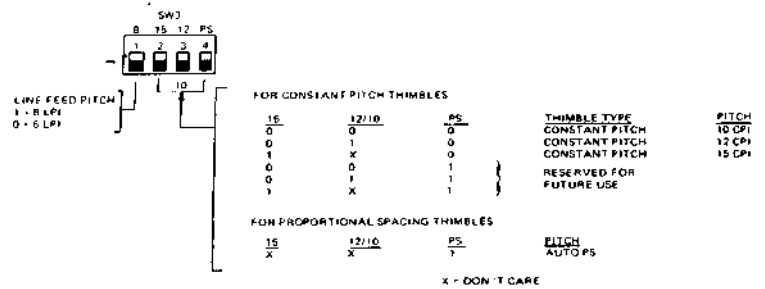 SW3
8 15 12 PS
1 2 3 4
10
LINE FEED PITCH
1 = 8 LPI
0 = 6 LPI
FOR CONSTANT PITCH THIMBLES
15 12/10 PS THIMBLE TYPE PITCH
0 0 0 CONSTANT PITCH 10 CPI
0 1 0 CONSTANT PITCH 12 CPI
1 X 0 CONSTANT PITCH 15 CPI
0 0 1 RESERVED FOR
0 1 1 FUTURE USE
1 X 1
FOR PROPORTIONAL SPACING THIMBLES
15 12/10 PS PITCH
X X 1 AUTO PS
X = DON'T CARE